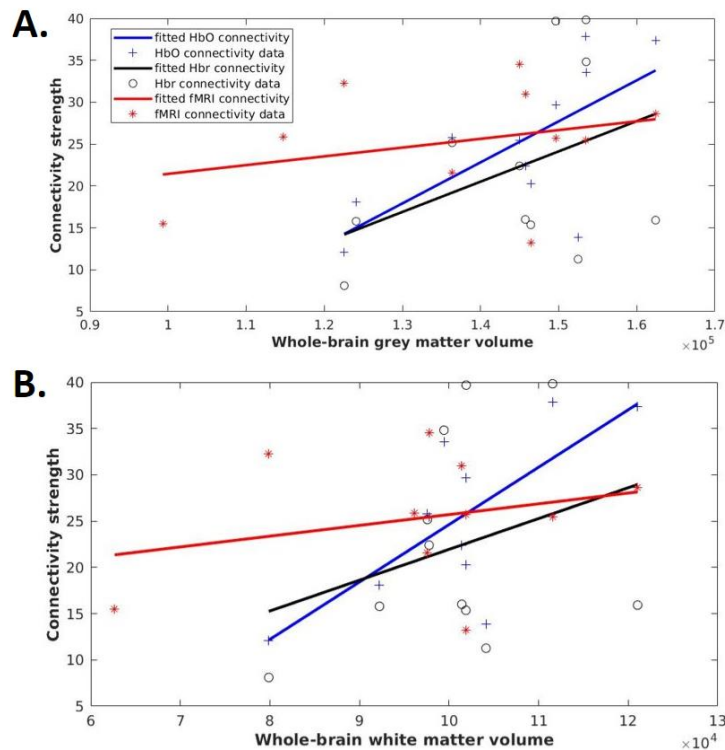 A.
40
35
30
25
20
15
10
5
Connectivity strength
fitted HbO connectivity
HbO connectivity data
fitted Hbr connectivity
Hbr connectivity data
fitted fMRI connectivity
fMRI connectivity data
0.9 1 1.1 1.2 1.3 1.4 1.5 1.6 1.7
Whole-brain grey matter volume ×10⁵
B.
40
35
30
25
20
15
10
5
Connectivity strength
6 7 8 9 10 11 12 13
Whole-brain white matter volume ×10⁴